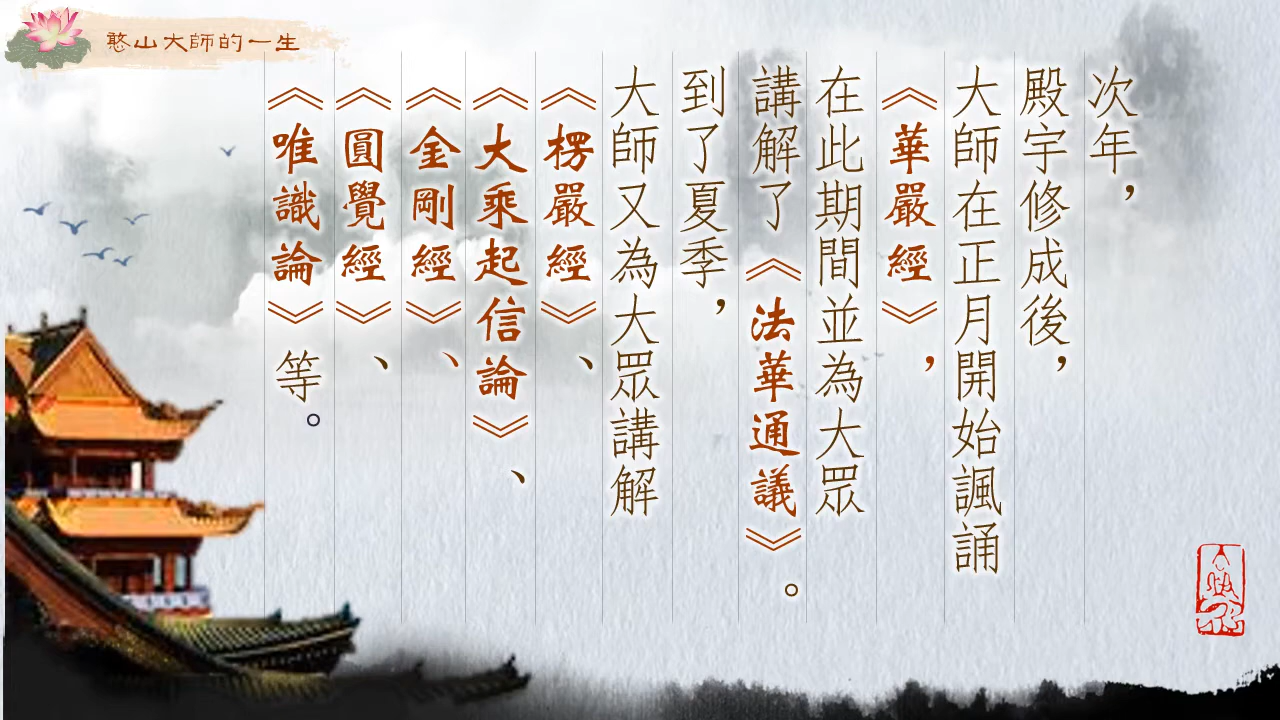 憨山大師的一生
次年，
殿宇修成後，
大師在正月開始諷誦
《華嚴經》，
在此期間並為大眾
講解了《法華通議》。
到了夏季，
大師又為大眾講解
《楞嚴經》、
《大乘起信論》、
《金剛經》、
《圓覺經》、
《唯識論》等。